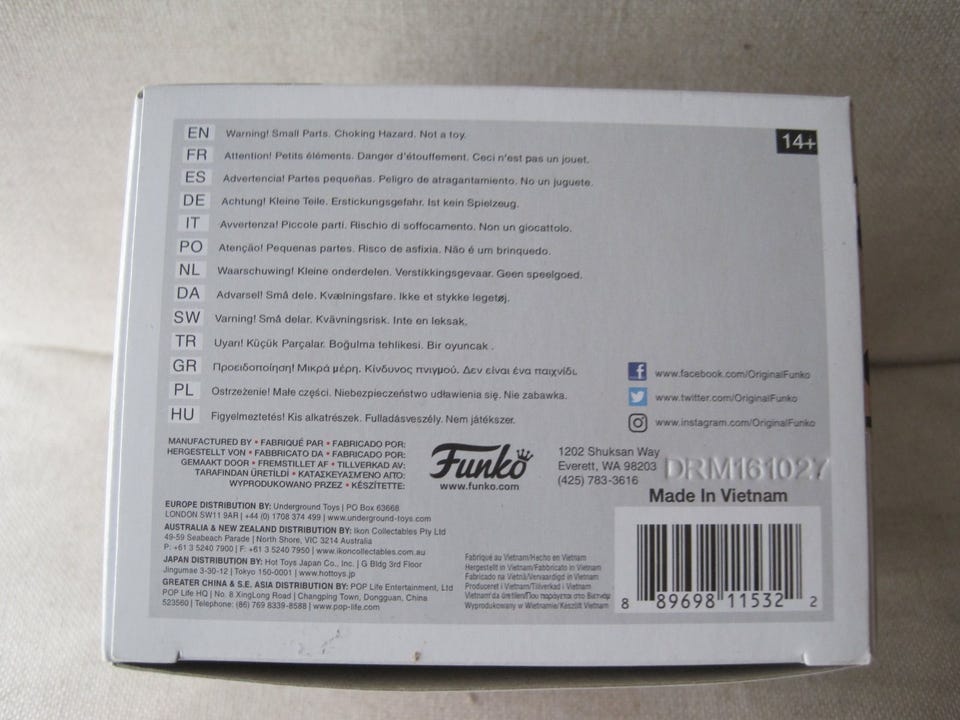 EN Warning! Small Parts. Choking Hazard. Not a toy.
14+
FR Attention! Petits éléments. Danger d'étouffement. Ceci n'est pas un jouet.
ES Advertencia! Partes pequeñas. Peligro de atragantamiento. No un juguete.
DE Achtung! Kleine Teile. Erstickungsgefahr. Ist kein Spielzeug.
IT Avvertenza! Piccole parti. Rischio di soffocamento. Non un giocattolo.
PO Atenção! Pequenas partes. Risco de asfixia. Não é um brinquedo.
NL Waarschuwing! Kleine onderdelen. Verstikkingsgevaar. Geen speelgoed.
DA Advarsel! Små dele. Kvælningsfare. Ikke et stykke legetøj.
SW Varning! Små delar. Kvävningsrisk. Inte en leksak.
TR Uyarı! Küçük Parçalar. Boğulma tehlikesi. Bir oyuncak .
GR Προειδοποίηση! Μικρά μέρη. Κίνδυνος πνιγμού. Δεν είναι ένα παιχνίδι.
PL Ostrzeżenie! Małe części. Niebezpieczeństwo udławienia się. Nie zabawka.
HU Figyelmeztetés! Kis alkatrészek. Fulladásveszély. Nem játékszer.
www.facebook.com/OriginalFunko
www.twitter.com/OriginalFunko
www.instagram.com/OriginalFunko
MANUFACTURED BY • FABRIQUÉ PAR • FABRICADO POR:
HERGESTELLT VON • FABBRICATO DA • FABRICADO POR:
GEMAAKT DOOR • FREMSTILLET AF • TILLVERKAD AV:
TARAFINDAN ÜRETİLDİ • ΚΑΤΑΣΚΕΥΑΣΜΕΝΟ ΑΠΟ:
WYPRODUKOWANO PRZEZ • KÉSZÍTETTE:
Funko
www.funko.com
1202 Shuksan Way
Everett, WA 98203
(425) 783-3616
DRM161027
Made In Vietnam
EUROPE DISTRIBUTION BY: Underground Toys | PO Box 63668
LONDON SW11 9AR | +44 (0) 1708 374 499 | www.underground-toys.com
AUSTRALIA & NEW ZEALAND DISTRIBUTION BY: Ikon Collectables Pty Ltd
49-59 Seabeach Parade | North Shore, VIC 3214 Australia
P: +61 3 5240 7900 | F: +61 3 5240 7950 | www.ikoncollectables.com.au
JAPAN DISTRIBUTION BY: Hot Toys Japan Co., Inc. | G Bldg 3rd Floor
Jingumae 3-30-12 | Tokyo 150-0001 | www.hottoys.jp
GREATER CHINA & S.E. ASIA DISTRIBUTION BY: POP Life Entertainment, Ltd
POP Life HQ | No. 8 XingLong Road | Changping Town, Dongguan, China
523560 | Telephone: (86) 769 8339-8588 | www.pop-life.com
Fabriqué au Vietnam/Hecho en Vietnam
Hergestellt in Vietnam/Fabbricato in Vietnam
Fabricado na Vietnã/Vervaardigd in Vietnam
Producenet i Vietnam/Tillverkad i Vietnam
Vietnam'da üretilen/Που παράγεται στο Βιετνάμ
Wyprodukowany w Wietnamie/Készült Vietnam
8 89698 11532 2